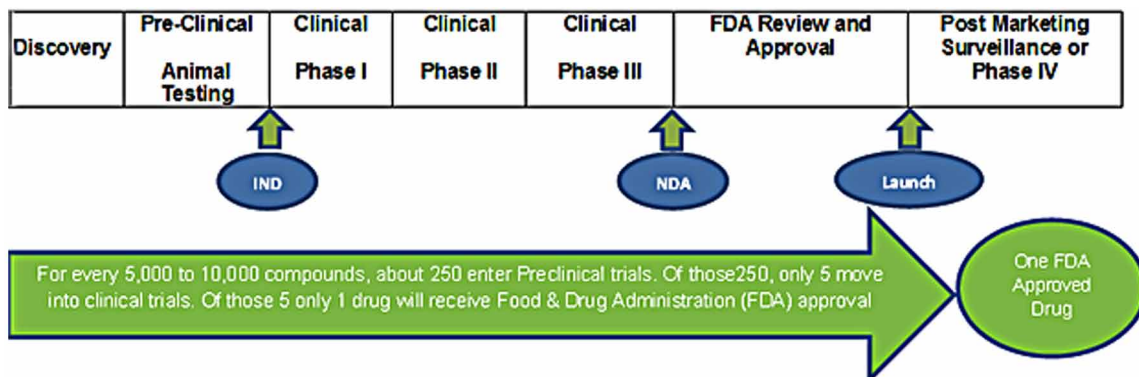 Discovery
Pre-Clinical
Animal
Testing
Clinical
Phase I
Clinical
Phase II
Clinical
Phase III
FDA Review and
Approval
Post Marketing
Surveillance or
Phase IV
IND
NDA
Launch
For every 5,000 to 10,000 compounds, about 250 enter Preclinical trials. Of those250, only 5 move
into clinical trials. Of those 5 only 1 drug will receive Food & Drug Administration (FDA) approval
One FDA
Approved
Drug